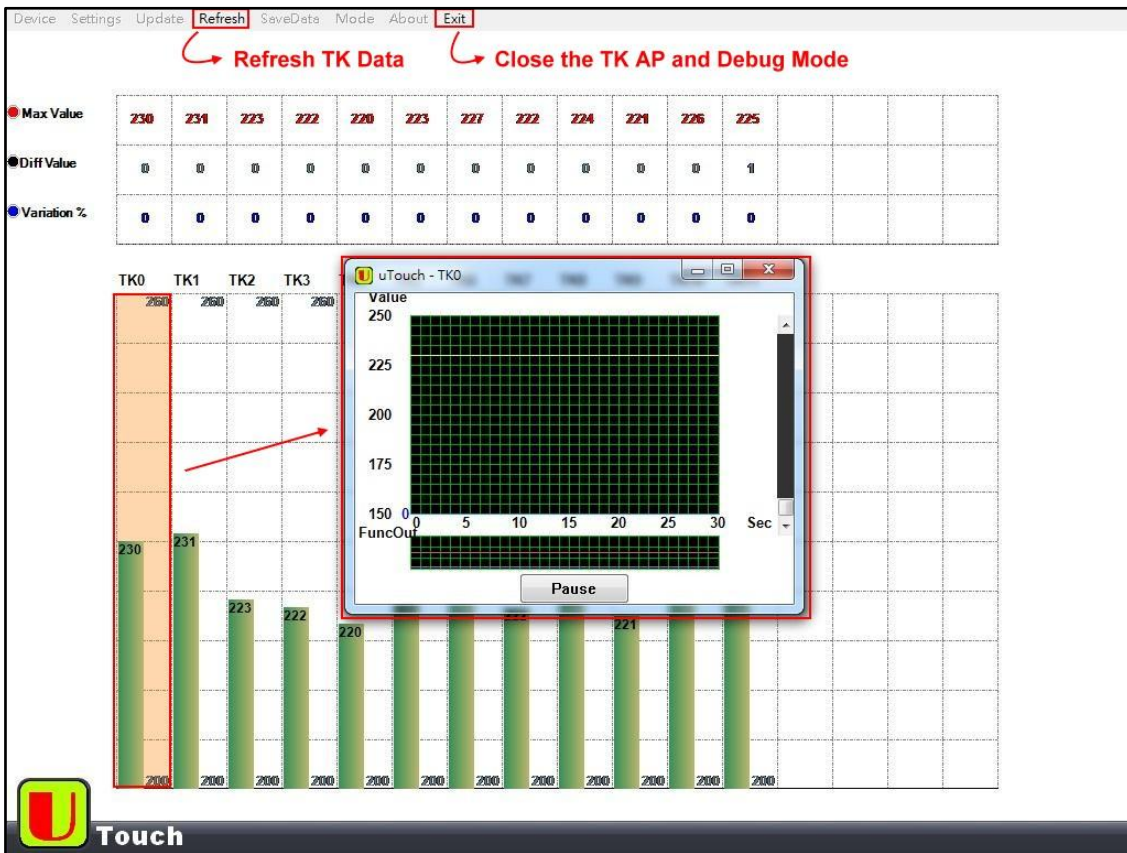 Device Settings Update Refresh SaveData Mode About Exit
Refresh TK Data
Close the TK AP and Debug Mode
Max Value 230 231 223 222 220 223 227 222 224 221 226 225
Diff Value 0 0 0 0 0 0 0 0 0 0 0 1
Variation % 0 0 0 0 0 0 0 0 0 0 0 0
TK0 TK1 TK2 TK3
260 260 260 260
uTouch - TK0
Value
250
225
200
175
150 0
0 5 10 15 20 25 30 Sec
FuncOut
Pause
230 231 223 222 220 221
200 200 200 200 200 200 200 200 200 200 200 200
U Touch